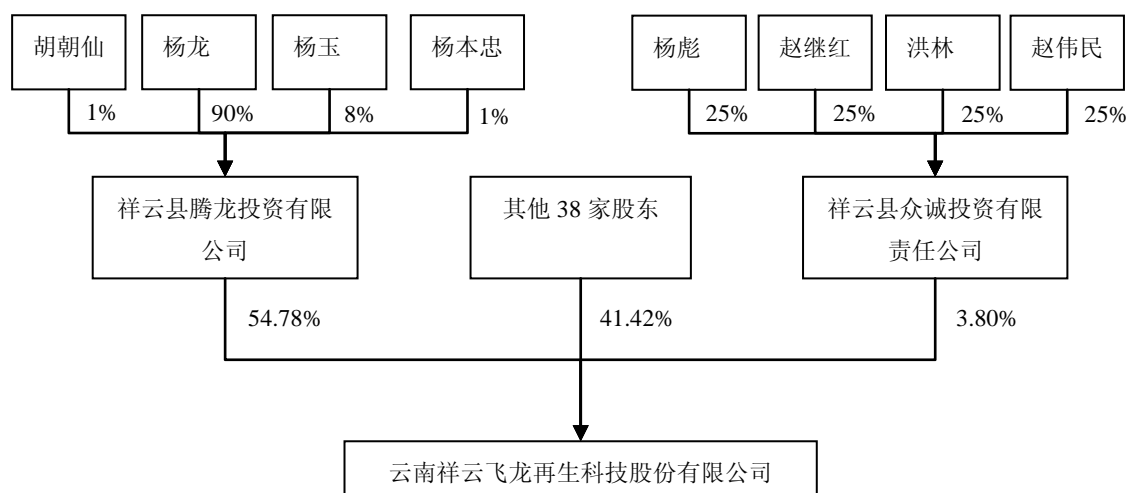 胡朝仙
杨龙
杨玉
杨本忠
杨彪
赵继红
洪林
赵伟民
1%
90%
8%
1%
25%
25%
25%
25%
祥云县腾龙投资有限
公司
其他 38 家股东
祥云县众诚投资有限
责任公司
54.78%
41.42%
3.80%
云南祥云飞龙再生科技股份有限公司